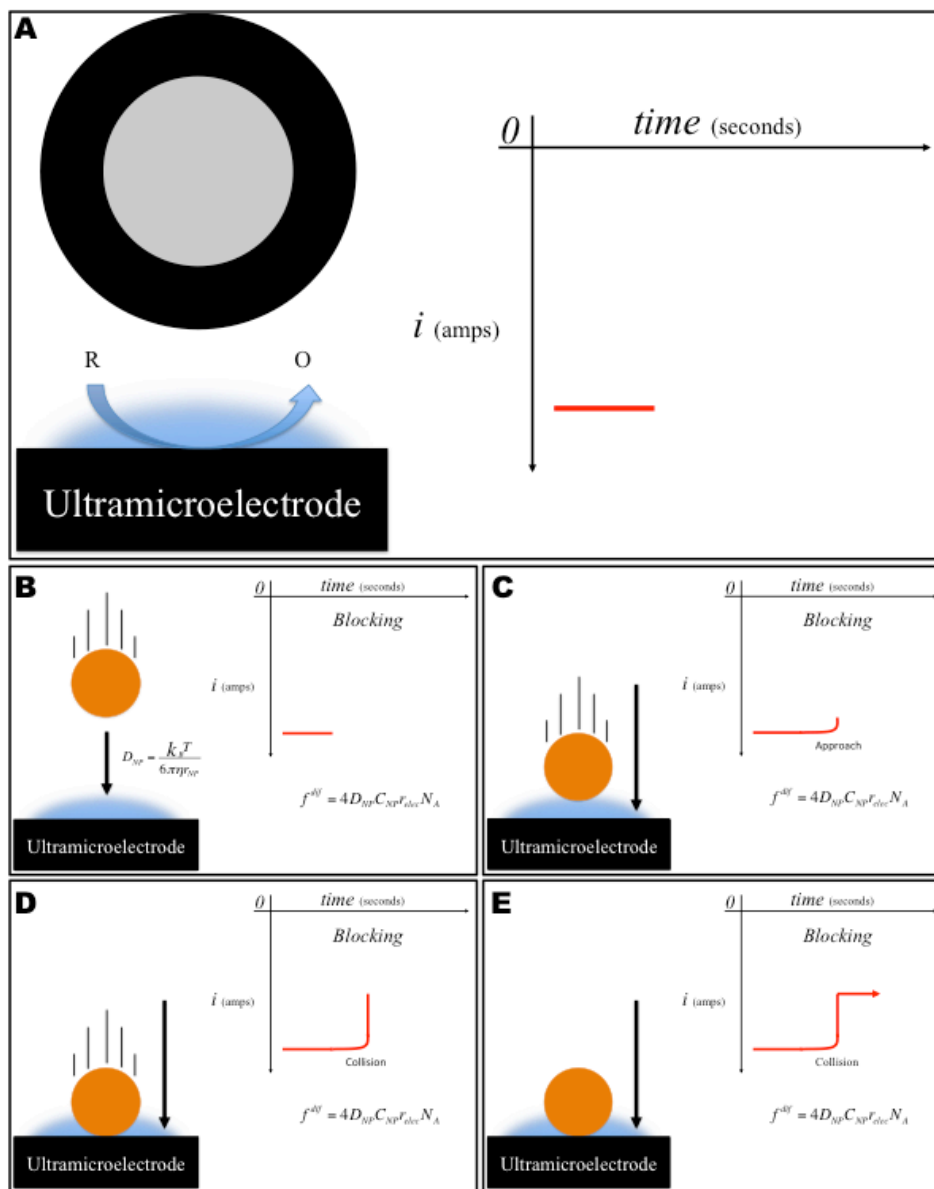 A
0 time (seconds)
i (amps)
R O
Ultramicroelectrode
B
0 time (seconds)
Blocking
i (amps)
D_NP = k_B T / 6πηr_NP
f^dif = 4D_NP C_NP r_elec N_A
Ultramicroelectrode
C
0 time (seconds)
Blocking
i (amps)
Approach
f^dif = 4D_NP C_NP r_elec N_A
Ultramicroelectrode
D
0 time (seconds)
Blocking
i (amps)
Collision
f^dif = 4D_NP C_NP r_elec N_A
Ultramicroelectrode
E
0 time (seconds)
Blocking
i (amps)
Collision
f^dif = 4D_NP C_NP r_elec N_A
Ultramicroelectrode